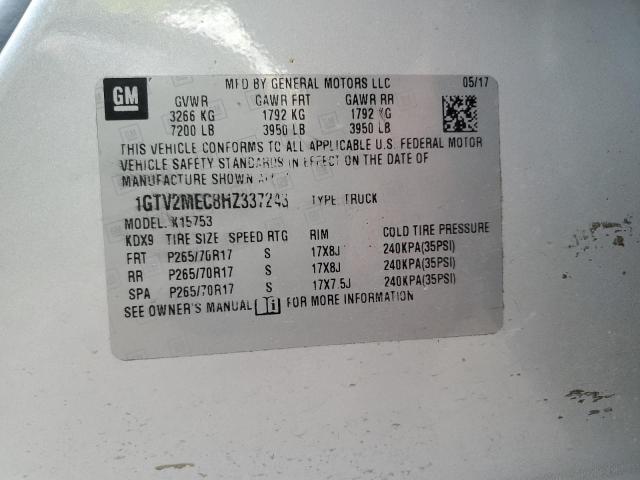 GM
MFD BY GENERAL MOTORS LLC 05/17
GVWR GAWR FRT GAWR RR
3266 KG 1792 KG 1792 KG
7200 LB 3950 LB 3950 LB
THIS VEHICLE CONFORMS TO ALL APPLICABLE U.S. FEDERAL MOTOR
VEHICLE SAFETY STANDARDS IN EFFECT ON THE DATE OF
MANUFACTURE SHOWN
1GTV2MEC8HZ337243 TYPE: TRUCK
MODEL: K15753
KDX9 TIRE SIZE SPEED RTG RIM COLD TIRE PRESSURE
FRT P265/70R17 S 17X8J 240KPA(35PSI)
RR P265/70R17 S 17X8J 240KPA(35PSI)
SPA P265/70R17 S 17X7.5J 240KPA(35PSI)
SEE OWNER'S MANUAL FOR MORE INFORMATION